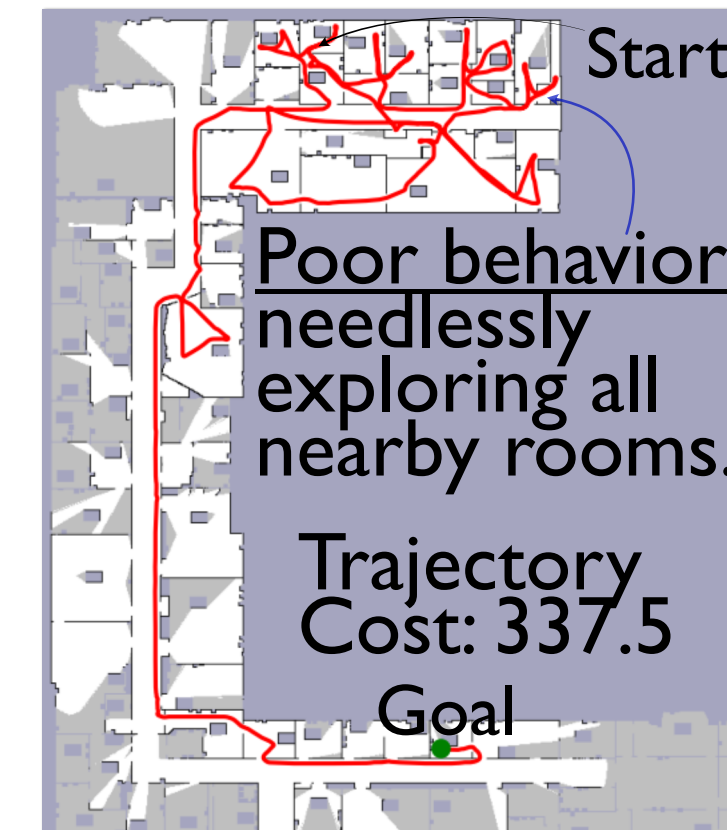 Start
Poor behavior
needlessly
exploring all
nearby rooms.
Trajectory
Cost: 337.5
Goal